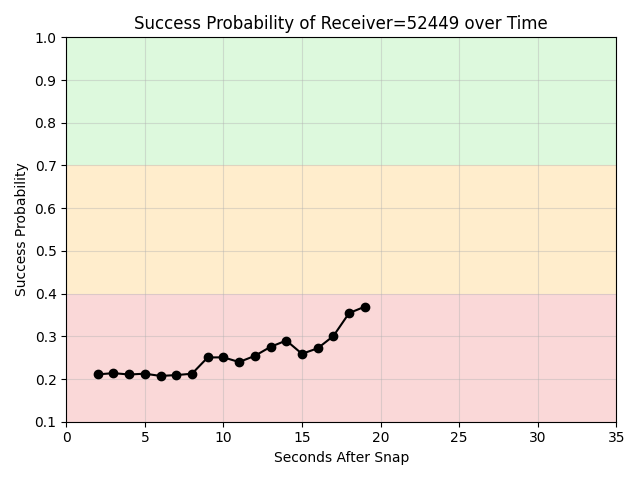 Success Probability of Receiver=52449 over Time
1.0
0.9
0.8
0.7
0.6
0.5
0.4
0.3
0.2
0.1
Success Probability
0 5 10 15 20 25 30 35
Seconds After Snap